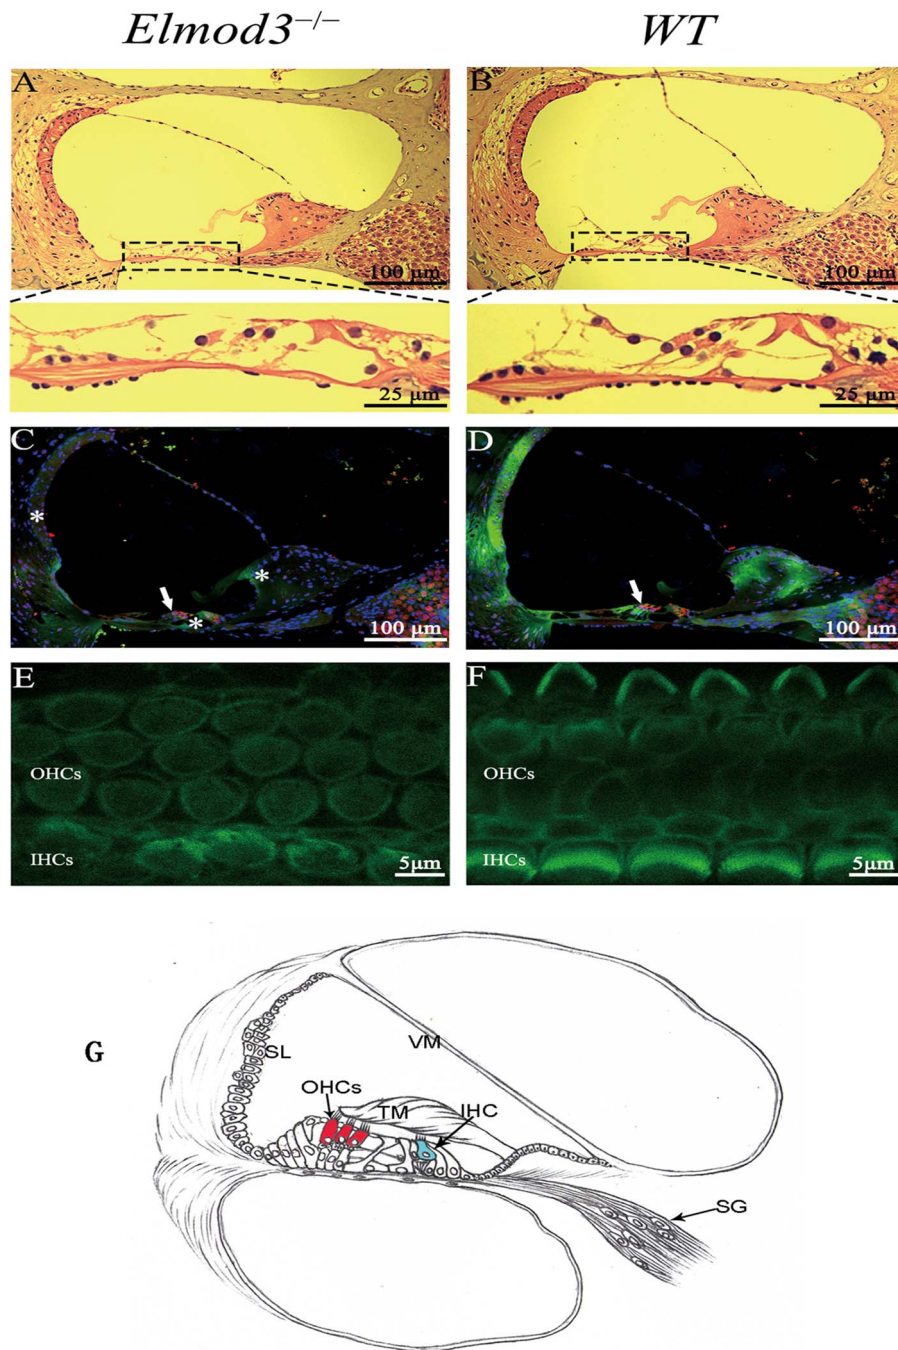 Elmod3−/− WT
A B
100 µm 100 µm
25 µm 25 µm
C D
* * *
100 µm 100 µm
E F
OHCs OHCs
IHCs 5µm IHCs 5µm
G
VM
SL
OHCs
TM IHC
SG